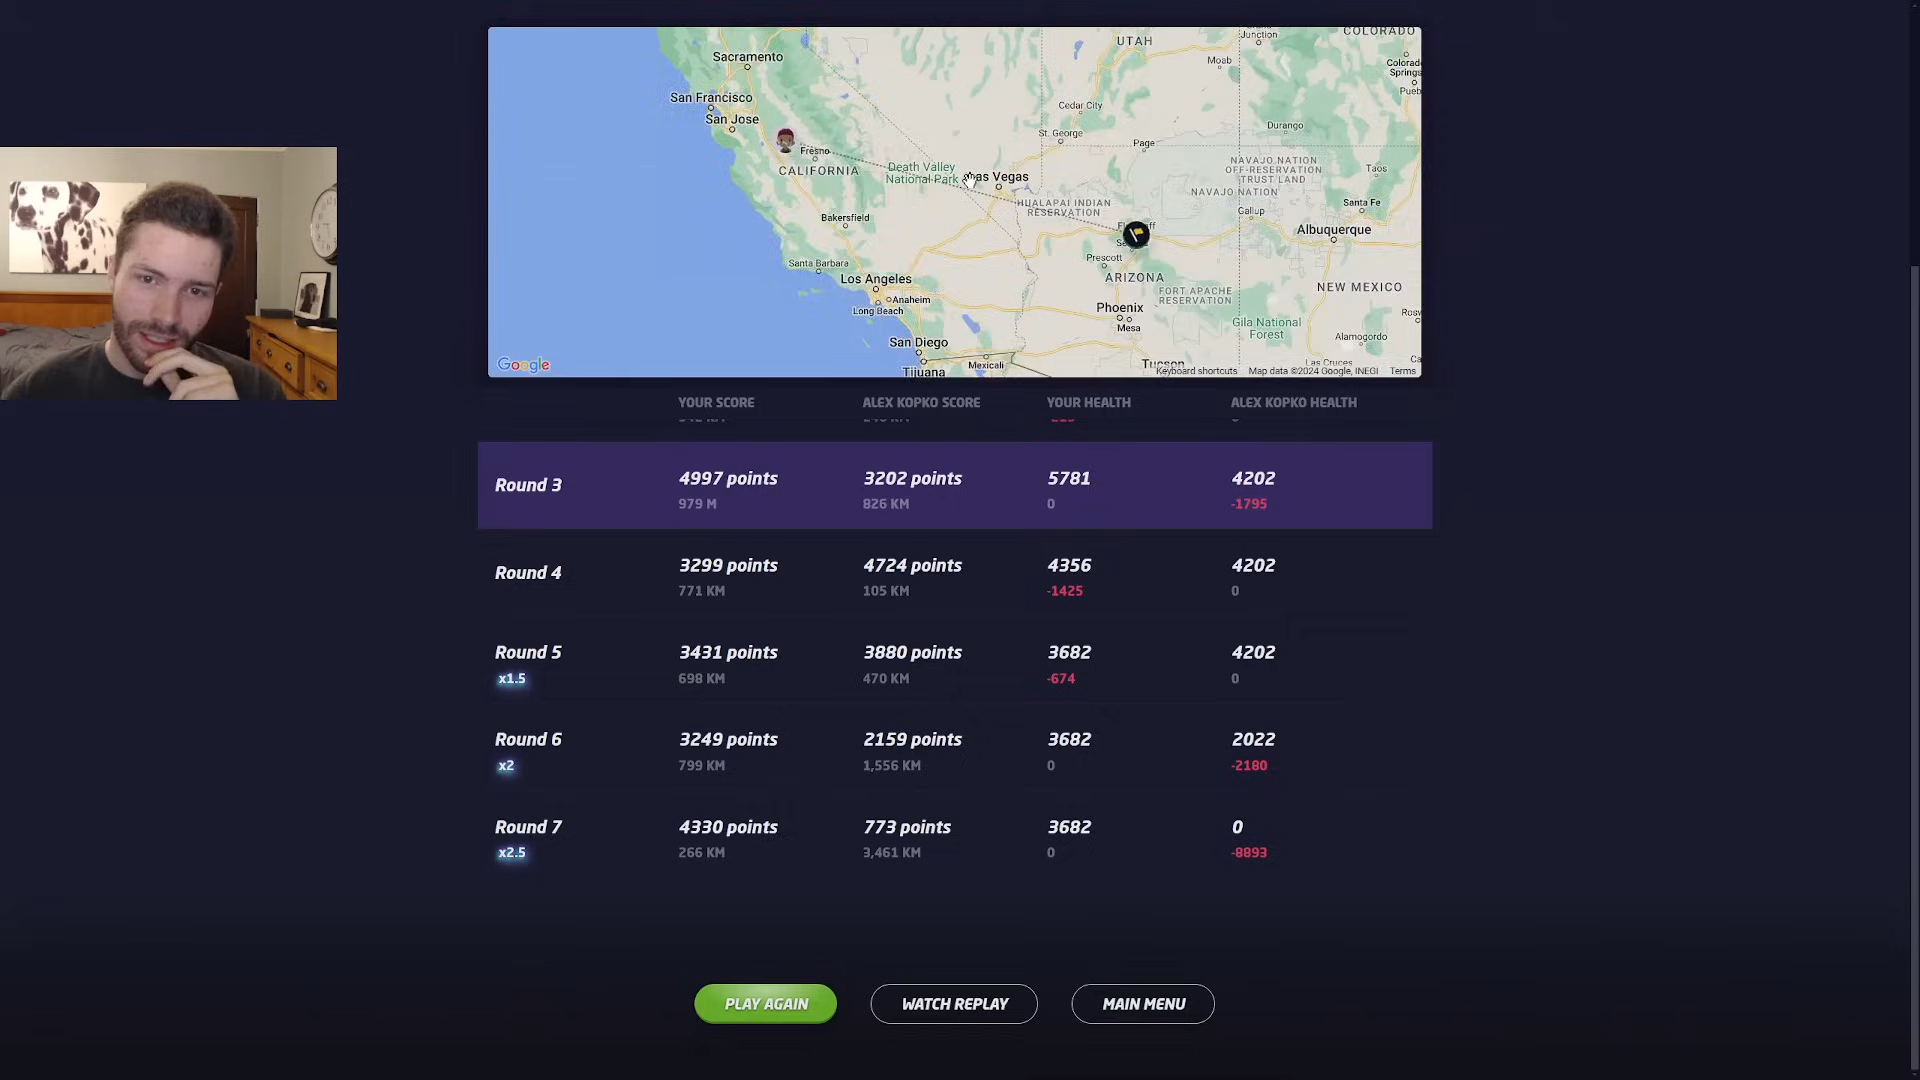 UTAH
Junction
COLORADO
Sacramento
Moab
Colorado
Springs
Pueb
San Francisco
Cedar City
San Jose
St. George
Durango
Page
Fresno
CALIFORNIA
Death Valley
National Park
Las Vegas
NAVAJO NATION
OFF-RESERVATION
TRUST LAND
Taos
NAVAJO NATION
HUALAPAI INDIAN
RESERVATION
Santa Fe
Gallup
Bakersfield
Albuquerque
Prescott
Santa Barbara
ARIZONA
Los Angeles
NEW MEXICO
FORT APACHE
RESERVATION
Anaheim
Long Beach
Phoenix
Mesa
Gila National
Forest
Alamogordo
San Diego
Las Cruces
Tucson
Mexicali
Tijuana
Google
Keyboard shortcuts Map data ©2024 Google, INEGI Terms
YOUR SCORE ALEX KOPKO SCORE YOUR HEALTH ALEX KOPKO HEALTH
Round 3 4997 points 3202 points 5781 4202
979 M 826 KM 0 -1795
Round 4 3299 points 4724 points 4356 4202
771 KM 105 KM -1425 0
Round 5 3431 points 3880 points 3682 4202
x1.5 698 KM 470 KM -674 0
Round 6 3249 points 2159 points 3682 2022
x2 799 KM 1,556 KM 0 -2180
Round 7 4330 points 773 points 3682 0
x2.5 266 KM 3,461 KM 0 -8893
PLAY AGAIN WATCH REPLAY MAIN MENU